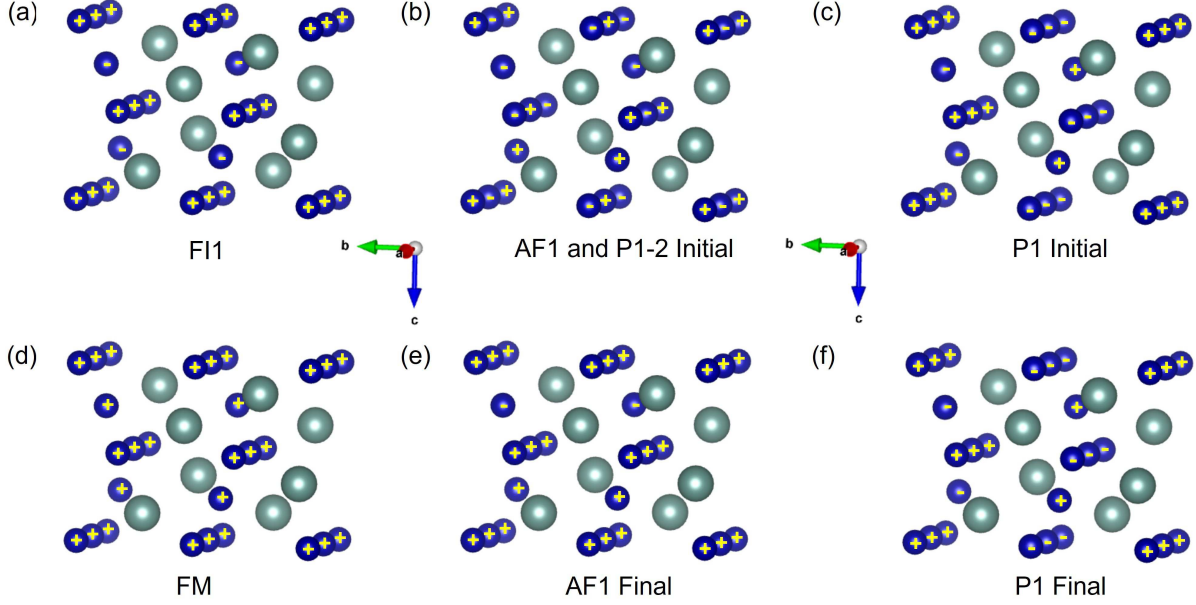 (a)
(b)
(c)
FI1
AF1 and P1-2 Initial
P1 Initial
b
a
c
b
a
c
(d)
(e)
(f)
FM
AF1 Final
P1 Final